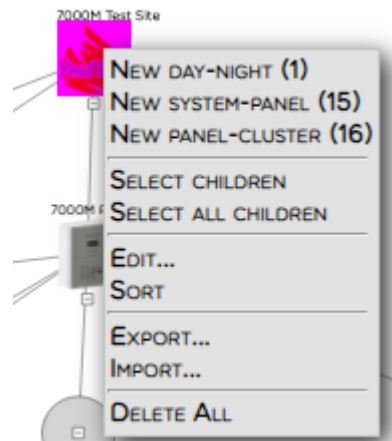 7000M Test Site
New day-night (1)
New system-panel (15)
New panel-cluster (16)
Select children
Select all children
7000M
Edit...
Sort
Export...
Import...
Delete All